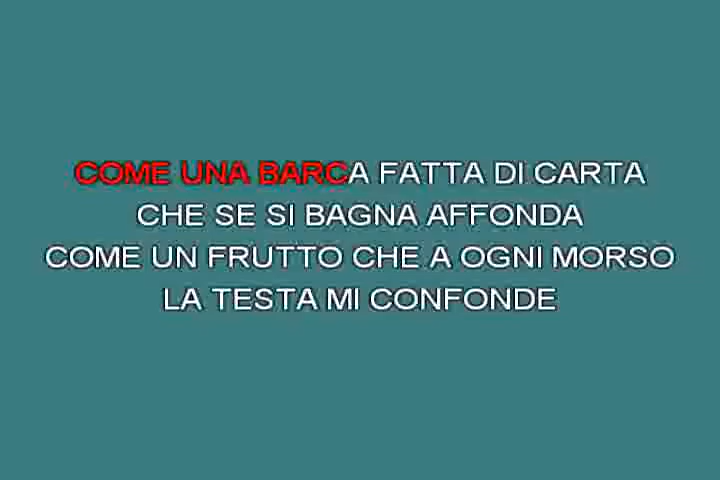 COME UNA BARCA FATTA DI CARTA
CHE SE SI BAGNA AFFONDA
COME UN FRUTTO CHE A OGNI MORSO
LA TESTA MI CONFONDE